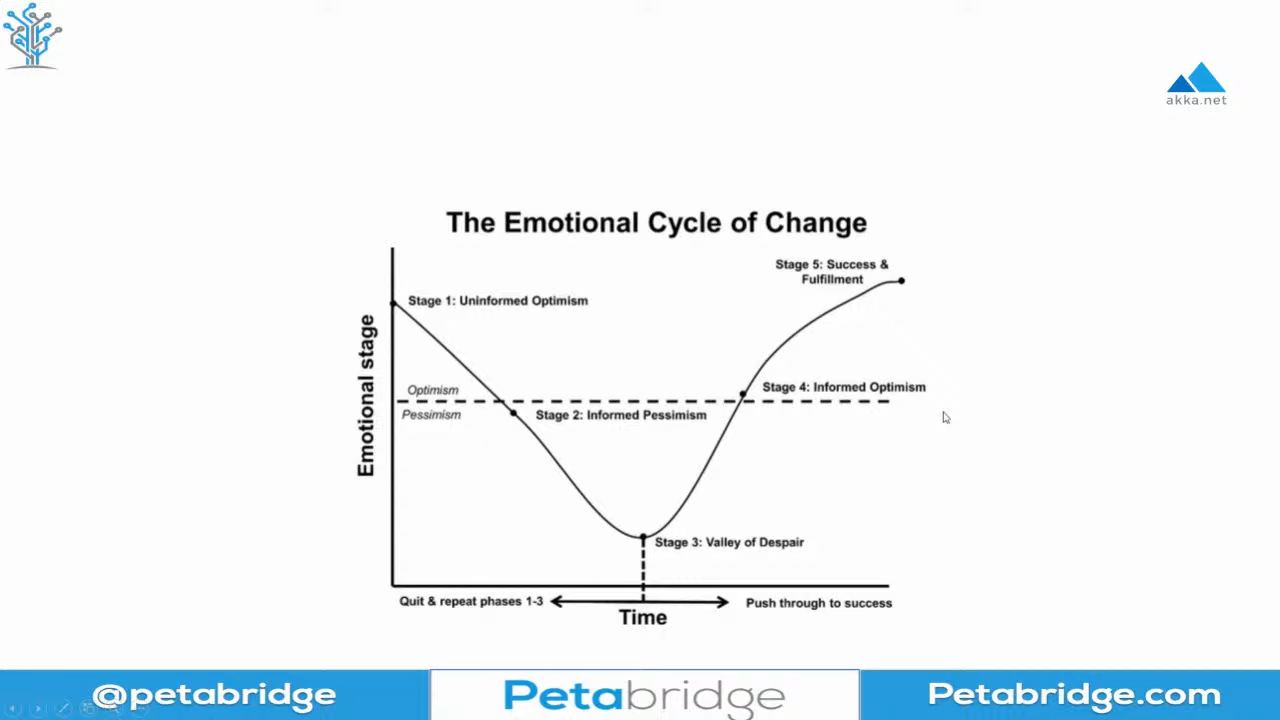 akka.net
The Emotional Cycle of Change
Stage 5: Success &
Fulfillment
Stage 1: Uninformed Optimism
Emotional stage
Optimism
Stage 4: Informed Optimism
Pessimism
Stage 2: Informed Pessimism
Stage 3: Valley of Despair
Quit & repeat phases 1-3
Push through to success
Time
@petabridge
Petabridge
Petabridge.com